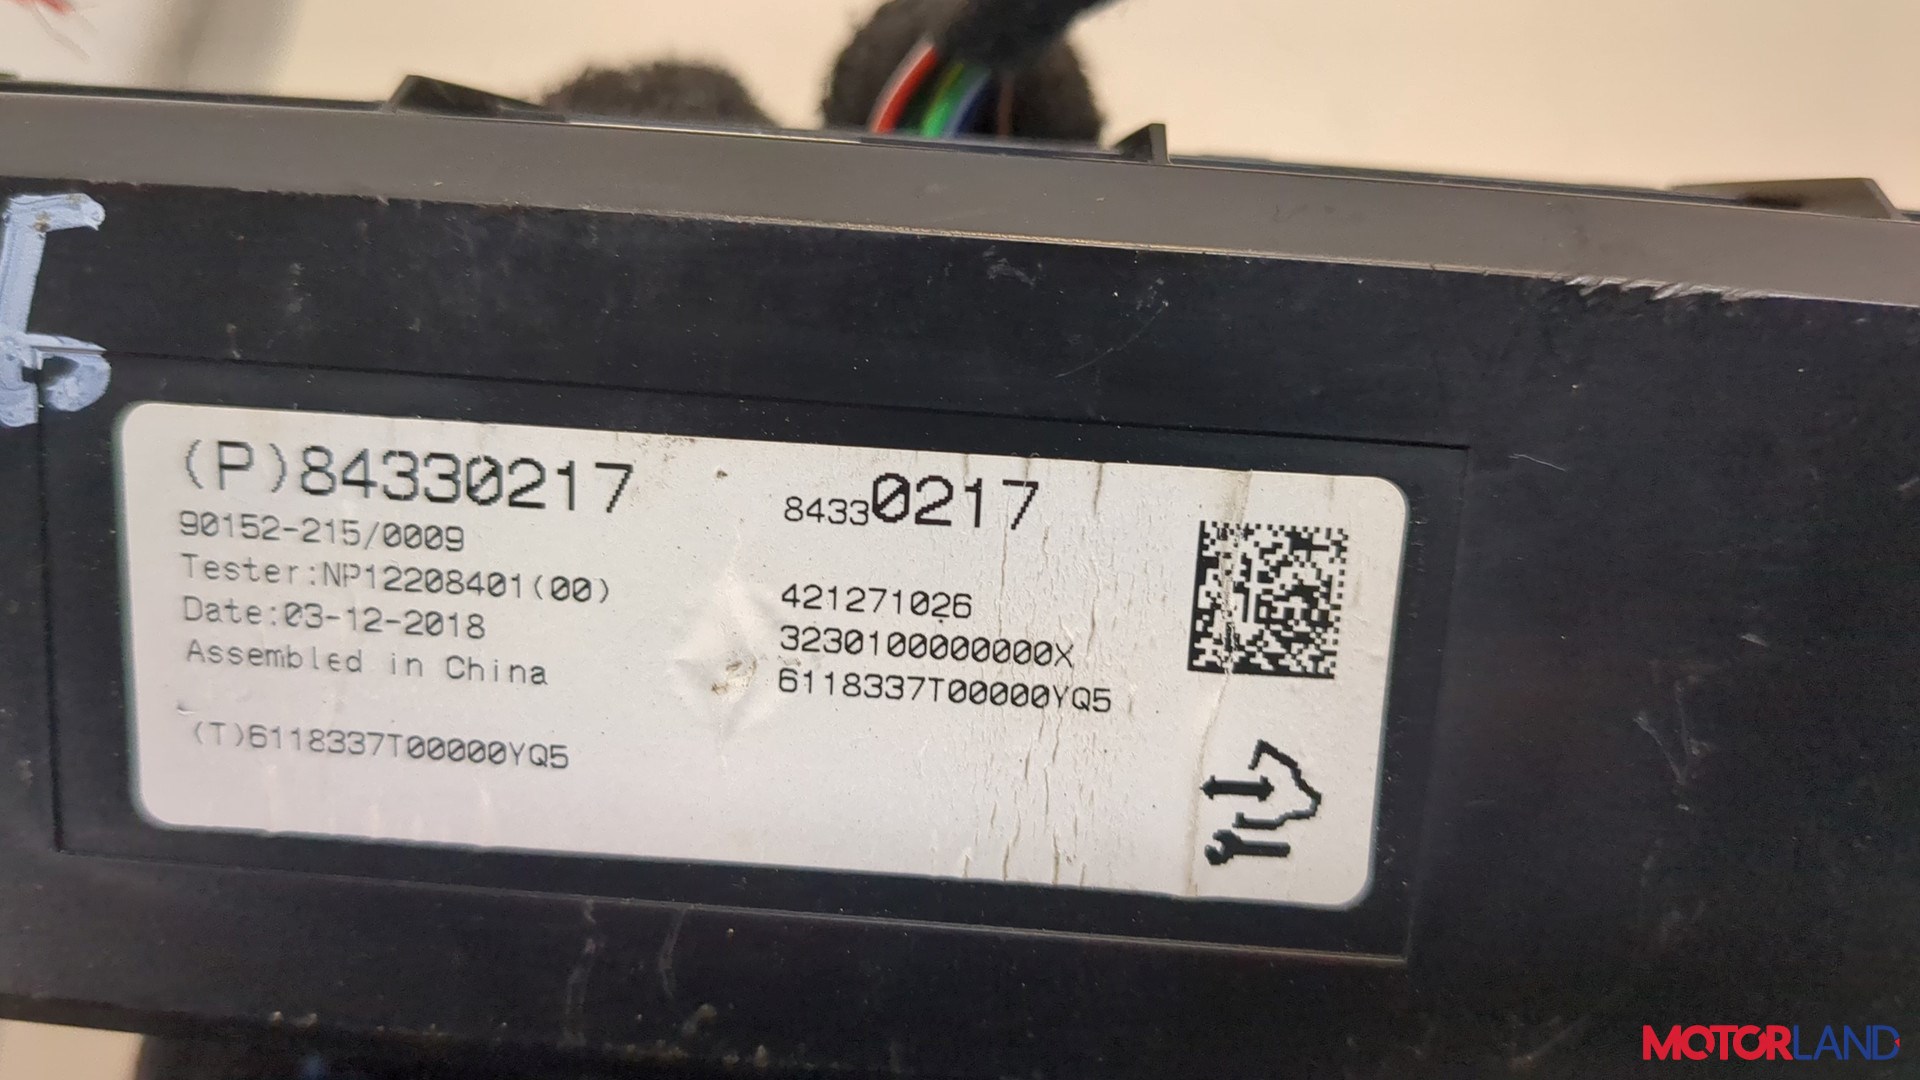 (P)84330217
90152-215/0009
Tester:NP12208401(00)
Date:03-12-2018
Assembled in China
(T)6118337T00000YQ5
84330217
421271026
3230100000000X
6118337T00000YQ5
MOTORLAND